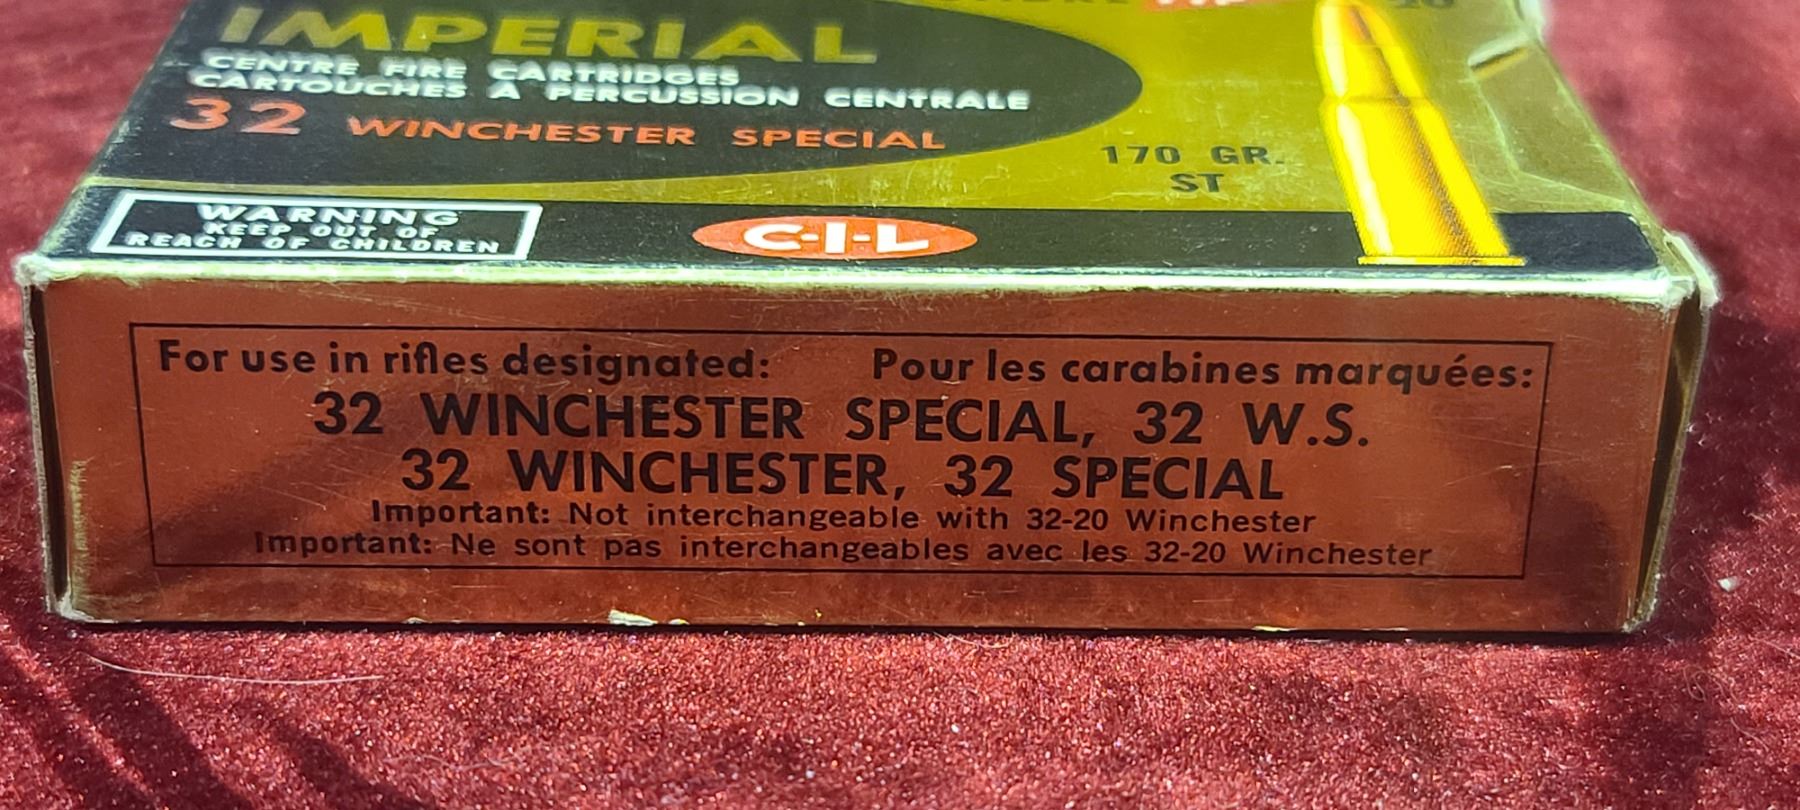 IMPERIAL
CENTRE FIRE CARTRIDGES
CARTOUCHES A PERCUSSION CENTRALE
32 WINCHESTER SPECIAL
170 GR.
ST
WARNING
KEEP OUT OF
REACH OF CHILDREN
C-I-L
For use in rifles designated: Pour les carabines marquées:
32 WINCHESTER SPECIAL, 32 W.S.
32 WINCHESTER, 32 SPECIAL
Important: Not interchangeable with 32-20 Winchester
Important: Ne sont pas interchangeables avec les 32-20 Winchester